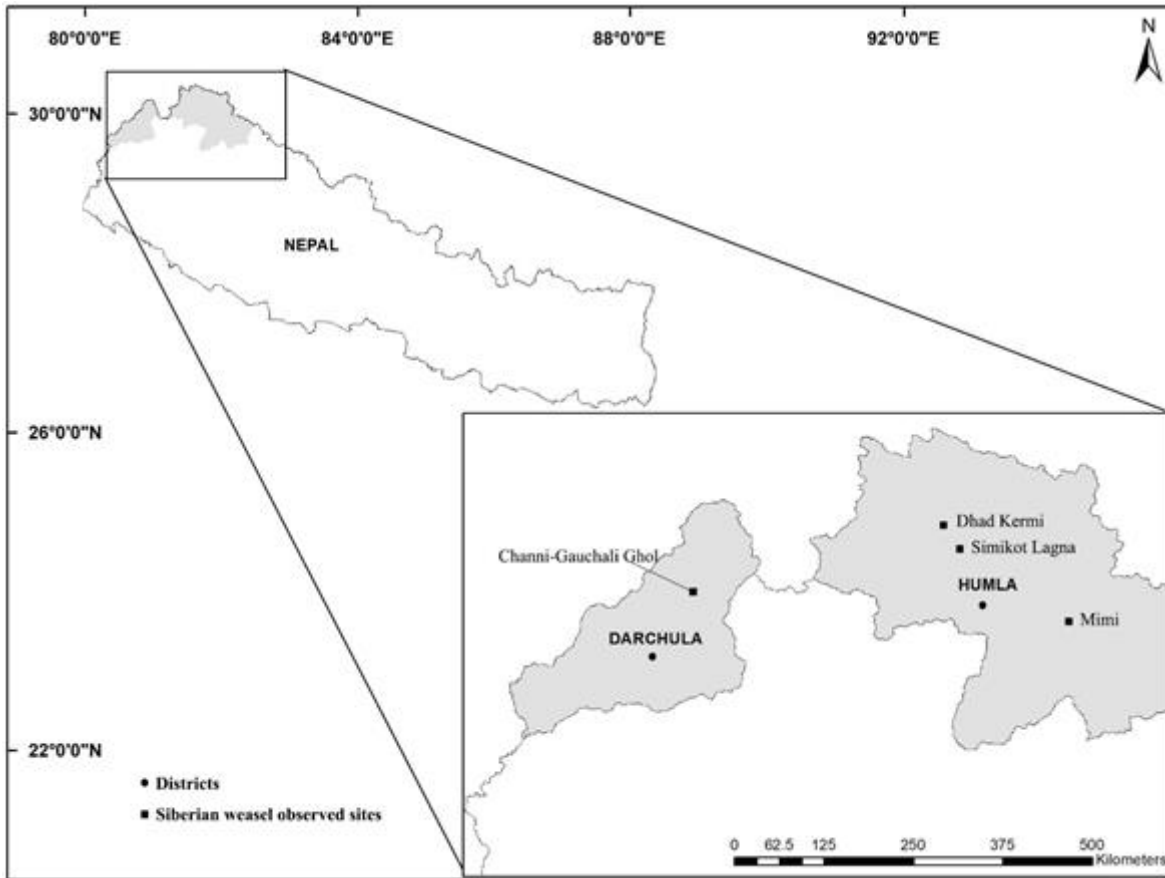 80°0'0"E 84°0'0"E 88°0'0"E 92°0'0"E
N
30°0'0"N
NEPAL
26°0'0"N
Dhad Kermi
Simikot Lagna
Channi-Gauchali Ghol
HUMLA
Mimi
DARCHULA
22°0'0"N
Districts
Siberian weasel observed sites
0 62.5 125 250 375 500
Kilometers